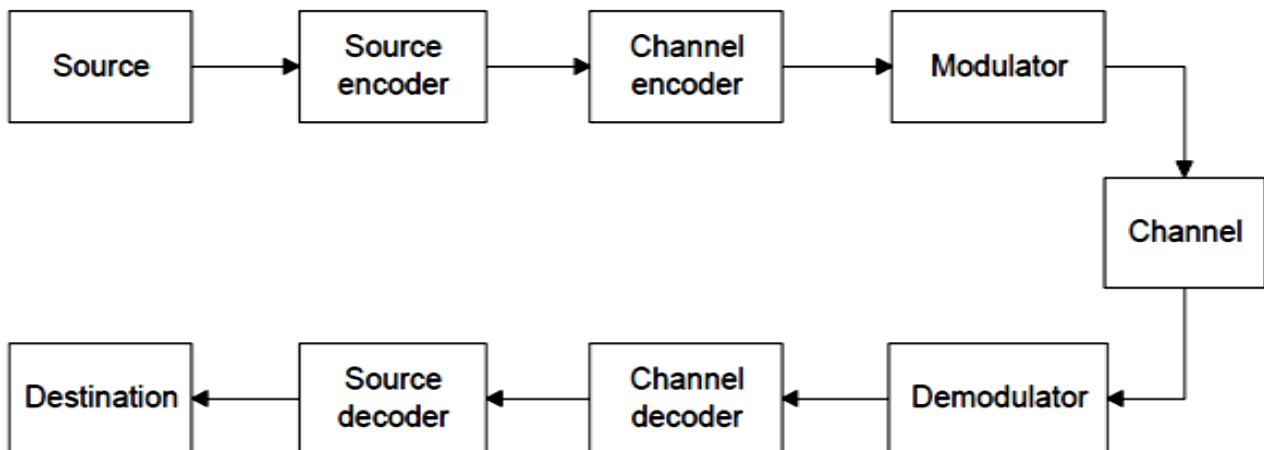 Source
Source
encoder
Channel
encoder
Modulator
Channel
Destination
Source
decoder
Channel
decoder
Demodulator